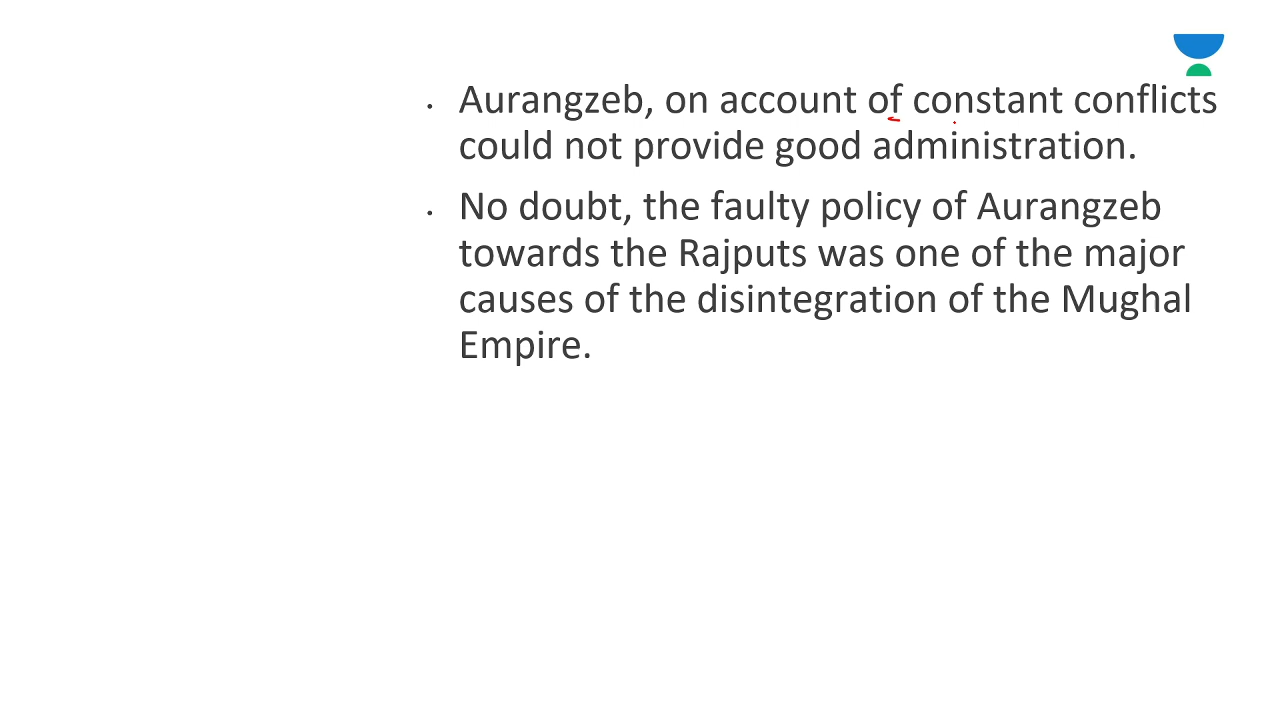 • Aurangzeb, on account of constant conflicts
could not provide good administration.
• No doubt, the faulty policy of Aurangzeb
towards the Rajputs was one of the major
causes of the disintegration of the Mughal
Empire.